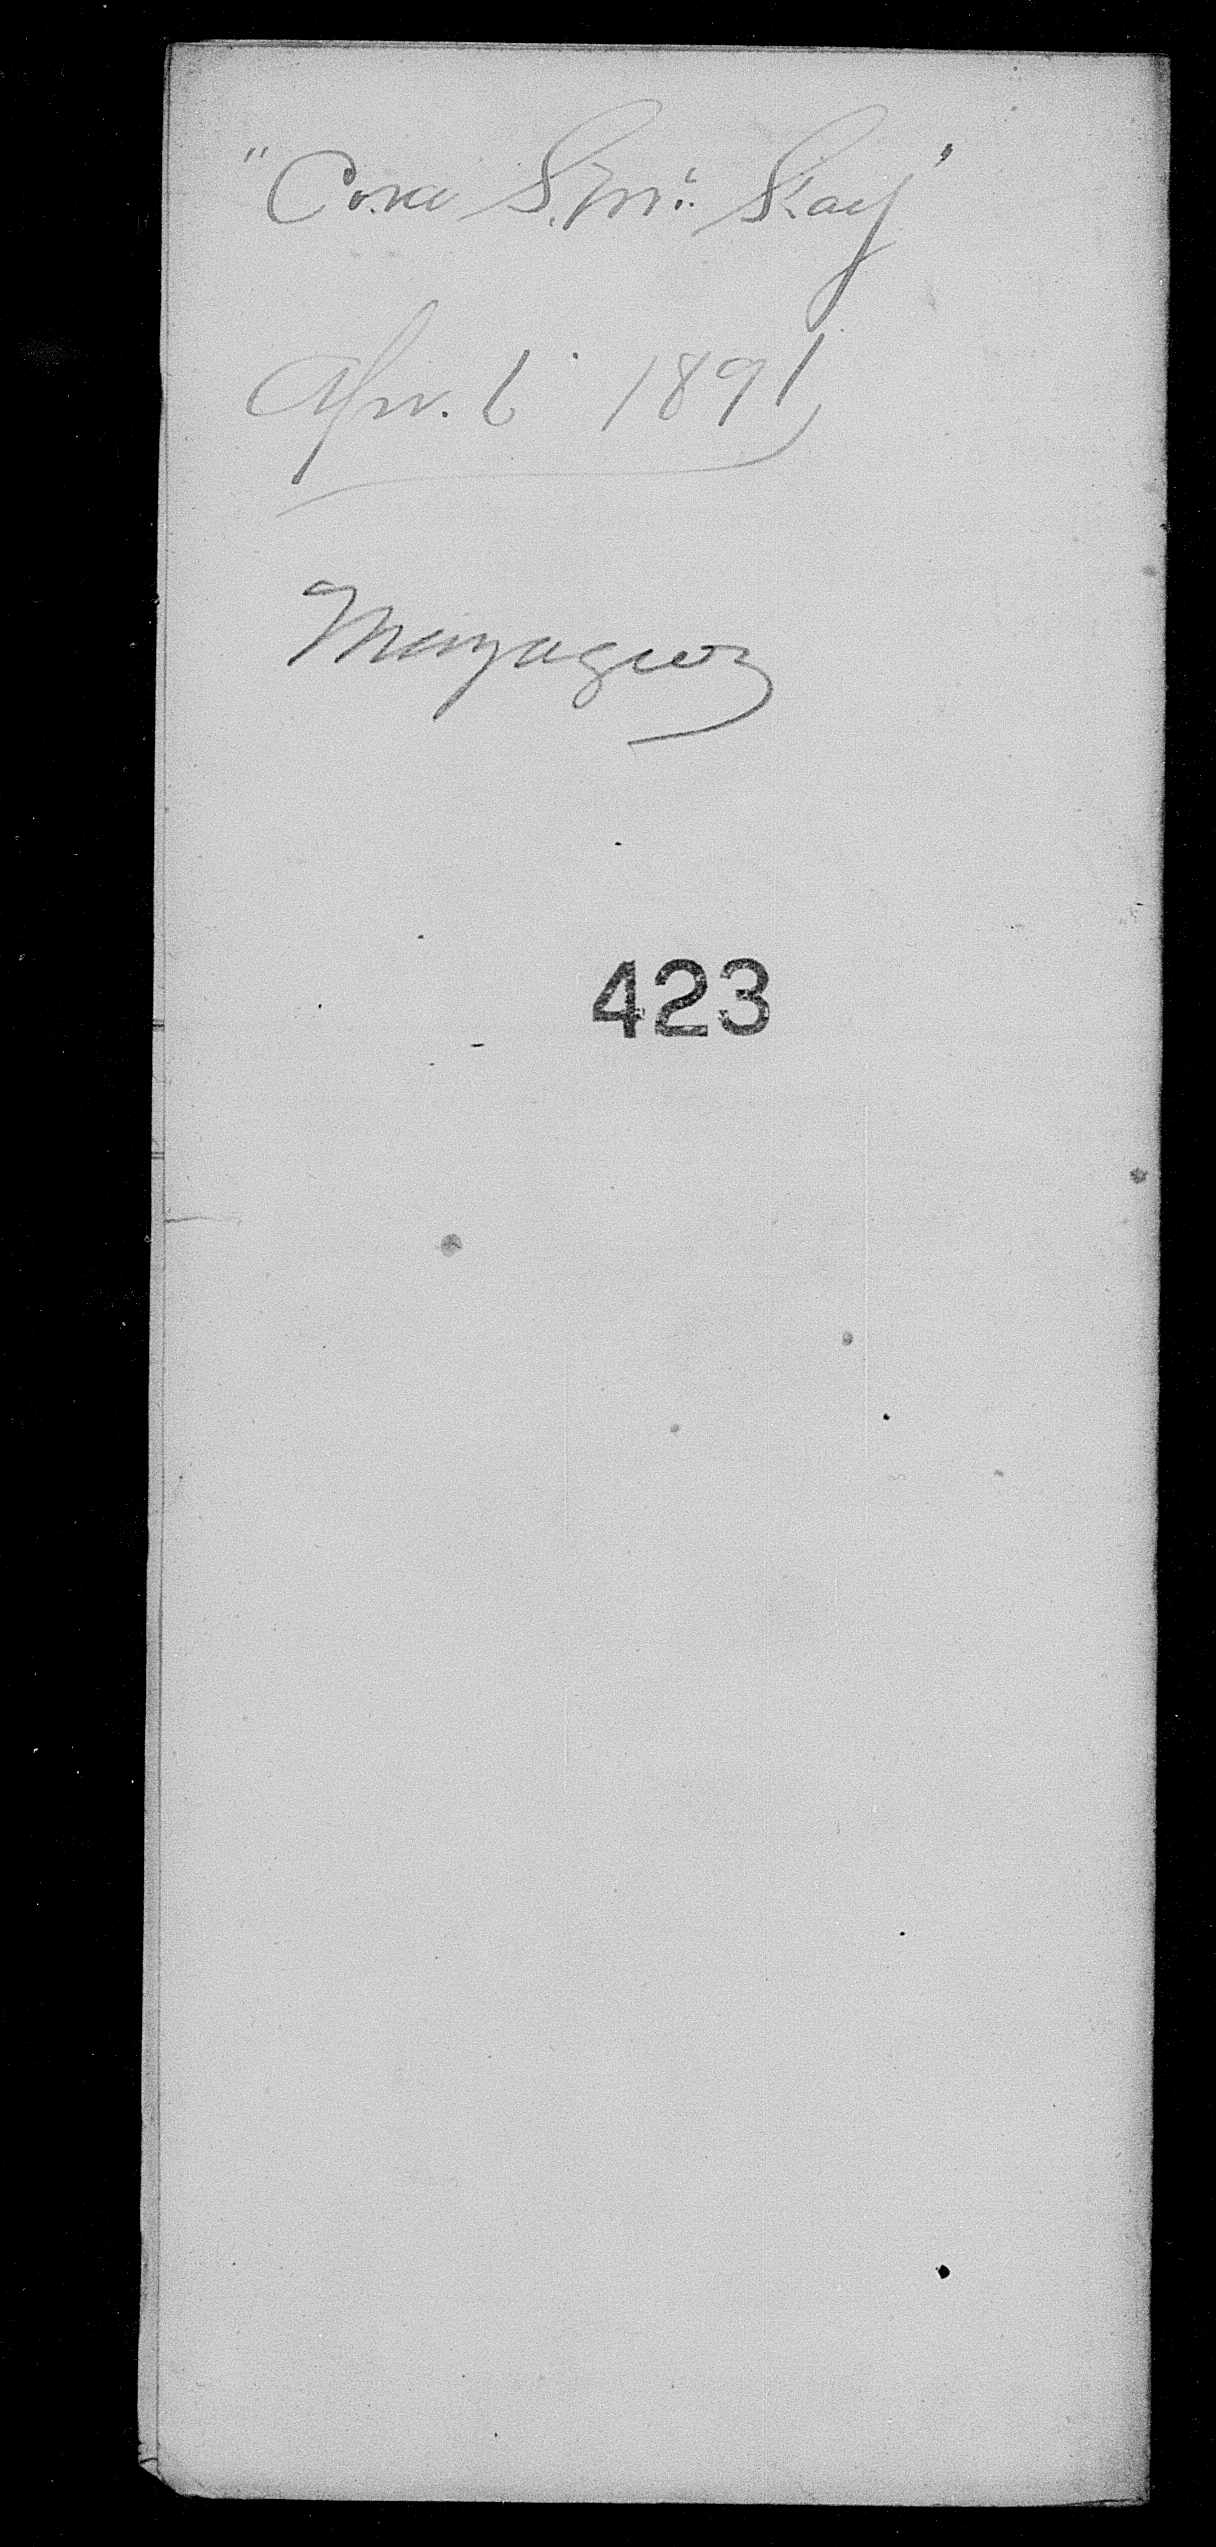 "Cora S. McKay"
Apr. 6 1891
Mayaguez
423